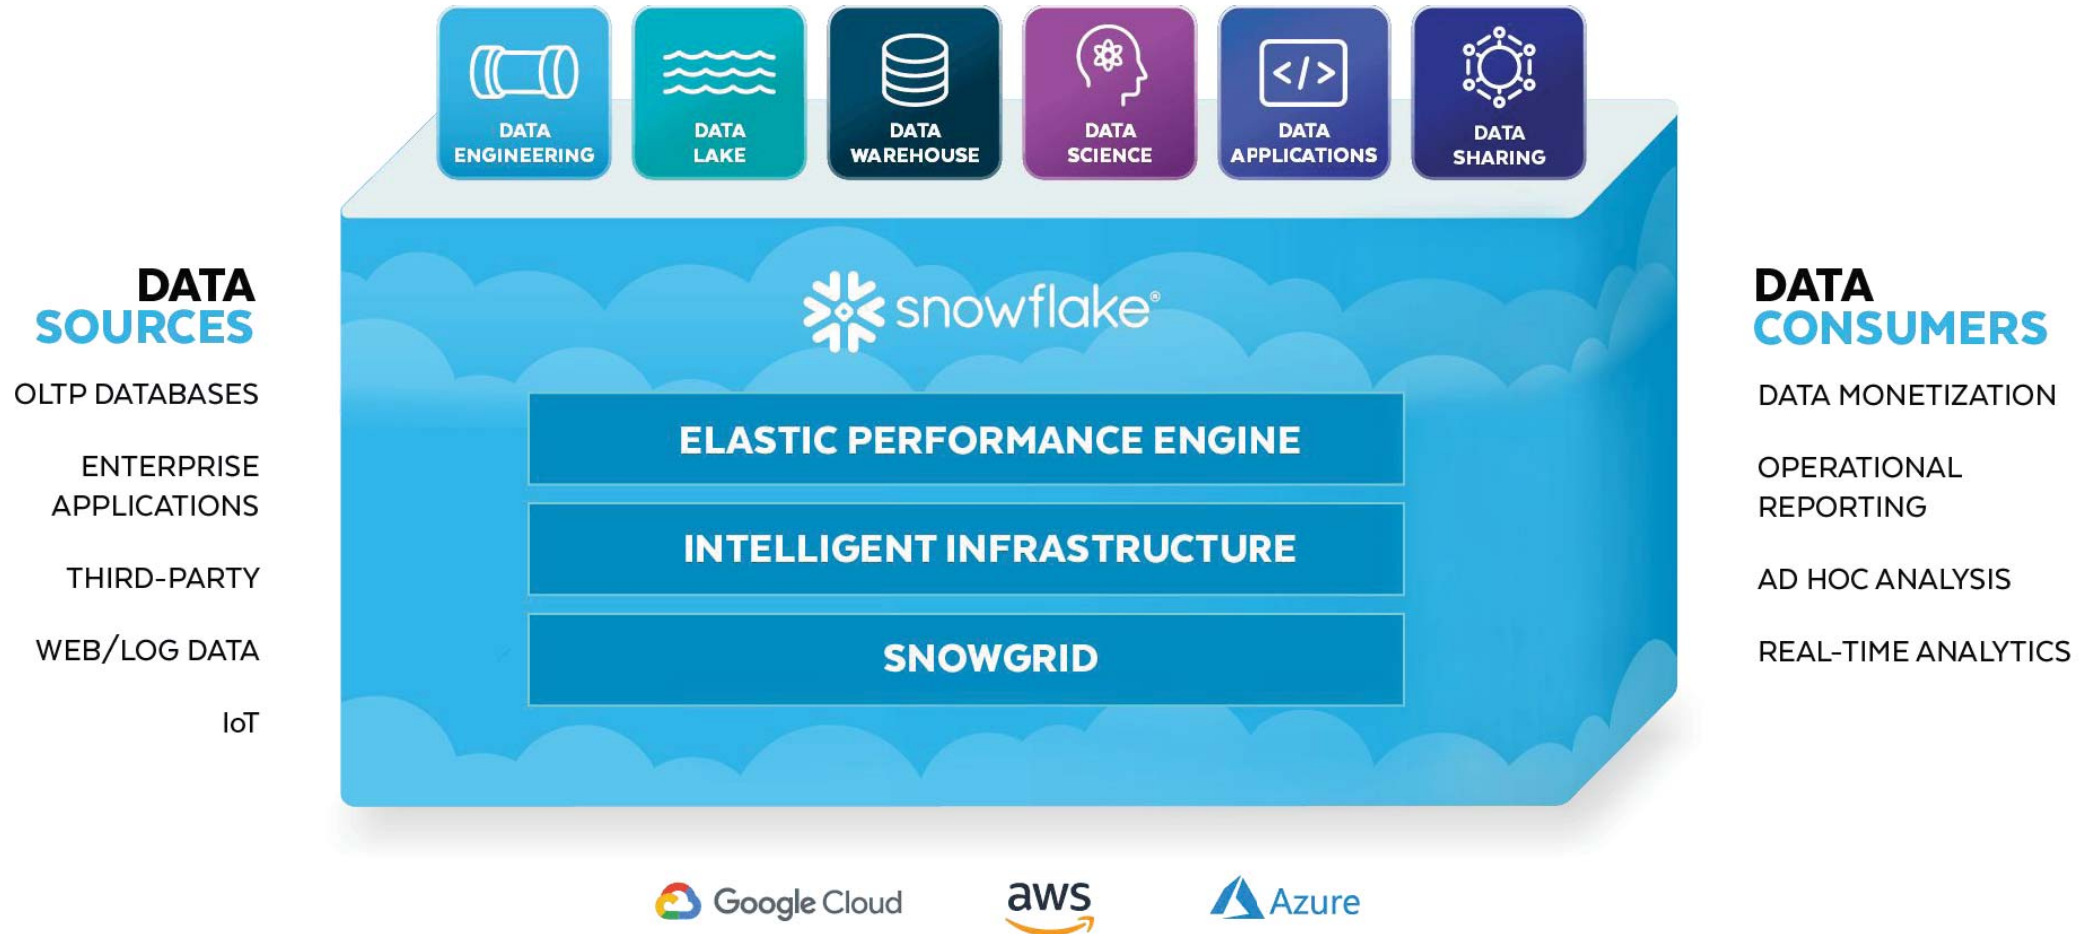 DATA
ENGINEERING
DATA
LAKE
DATA
WAREHOUSE
DATA
SCIENCE
</>
DATA
APPLICATIONS
DATA
SHARING
DATA
SOURCES
OLTP DATABASES
ENTERPRISE
APPLICATIONS
THIRD-PARTY
WEB/LOG DATA
IoT
snowflake®
ELASTIC PERFORMANCE ENGINE
INTELLIGENT INFRASTRUCTURE
SNOWGRID
DATA
CONSUMERS
DATA MONETIZATION
OPERATIONAL
REPORTING
AD HOC ANALYSIS
REAL-TIME ANALYTICS
Google Cloud
aws
Azure